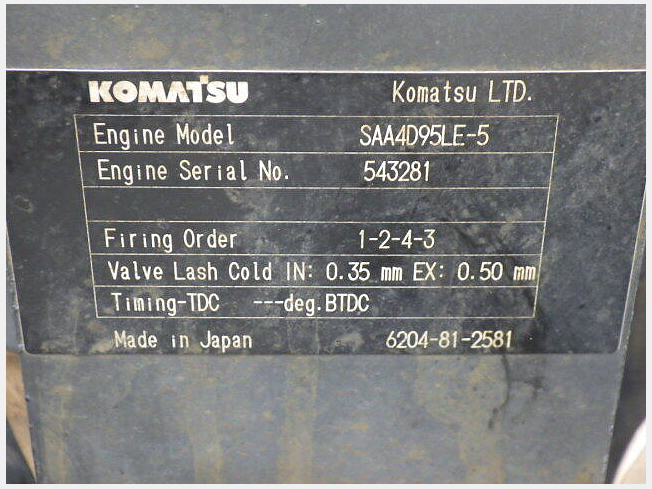 KOMATSU Komatsu LTD.
Engine Model SAA4D95LE-5
Engine Serial No. 543281
Firing Order 1-2-4-3
Valve Lash Cold IN: 0.35 mm EX: 0.50 mm
Timing-TDC ---deg.BTDC
Made in Japan 6204-81-2581